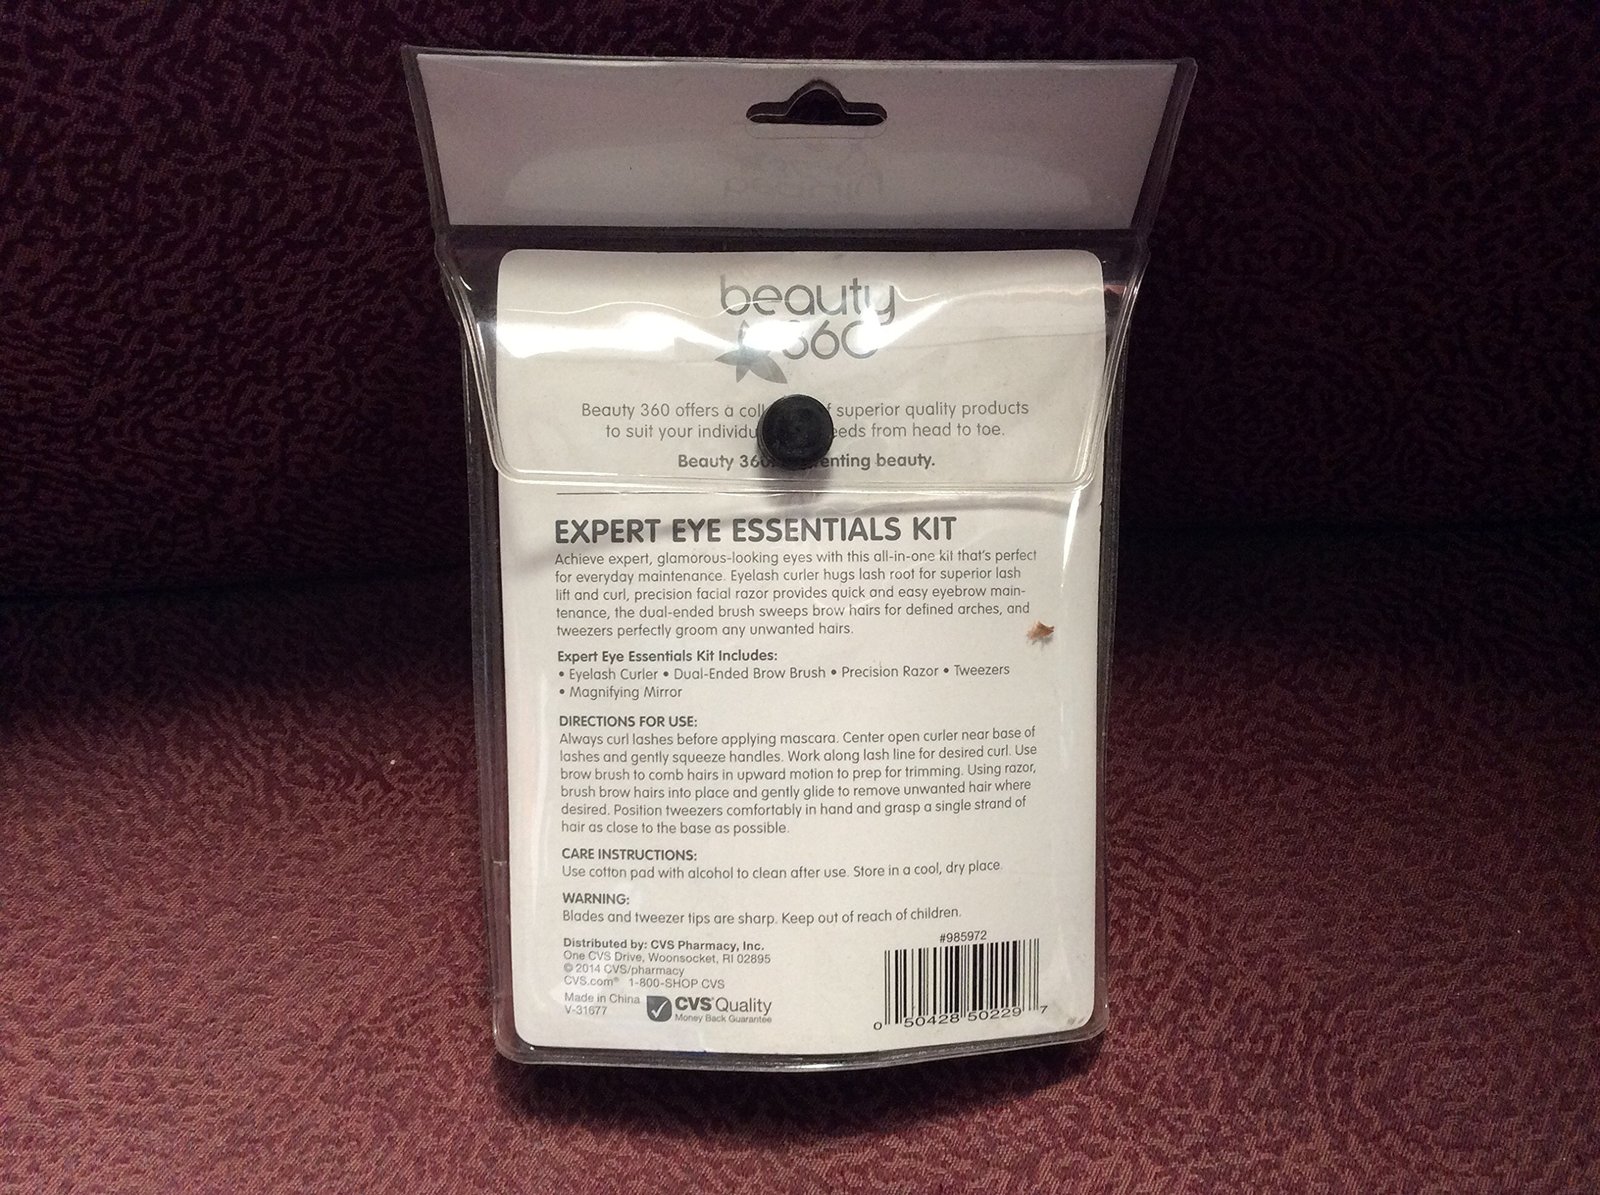 beauty
360
Beauty 360 offers a superior quality products
to suit your from head to toe.
Beauty beauty.
EXPERT EYE ESSENTIALS KIT
Achieve expert, glamorous-looking eyes with this all-in-one kit that's perfect
for everyday maintenance. Eyelash curler hugs lash root for superior lash
lift and curl, precision facial razor provides quick and easy eyebrow main-
tenance, the dual-ended brush sweeps brow hairs for defined arches, and
tweezers perfectly groom any unwanted hairs.
Expert Eye Essentials Kit Includes:
• Eyelash Curler • Dual-Ended Brow Brush • Precision Razor • Tweezers
• Magnifying Mirror
DIRECTIONS FOR USE:
Always curl lashes before applying mascara. Center open curler near base of
lashes and gently squeeze handles. Work along lash line for desired curl. Use
brow brush to comb hairs in upward motion to prep for trimming. Using razor,
brush brow hairs into place and gently glide to remove unwanted hair where
desired. Position tweezers comfortably in hand and grasp a single strand of
hair as close to the base as possible.
CARE INSTRUCTIONS:
Use cotton pad with alcohol to clean after use. Store in a cool, dry place.
WARNING:
Blades and tweezer tips are sharp. Keep out of reach of children.
Distributed by: CVS Pharmacy, Inc.
One CVS Drive, Woonsocket, RI 02895
© 2014 CVS/pharmacy
CVS.com® 1-800-SHOP CVS
Made in China
V-31677
CVS Quality
Money Back Guarantee
#985972
0 50428 50229 7